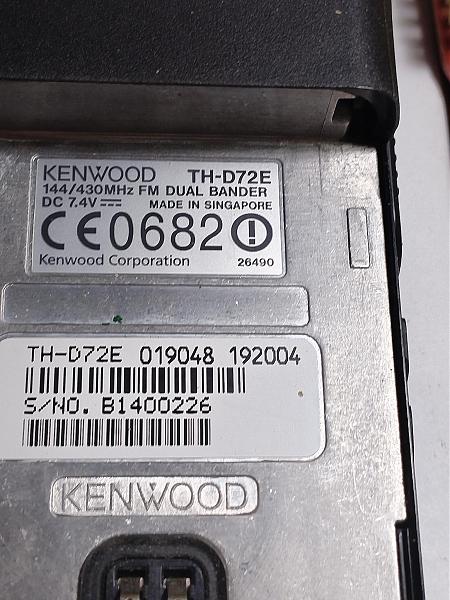 KENWOOD TH-D72E
144/430MHz FM DUAL BANDER
DC 7.4V MADE IN SINGAPORE
CE0682
Kenwood Corporation 26490
TH-D72E 019048 192004
S/NO. B1400226
KENWOOD